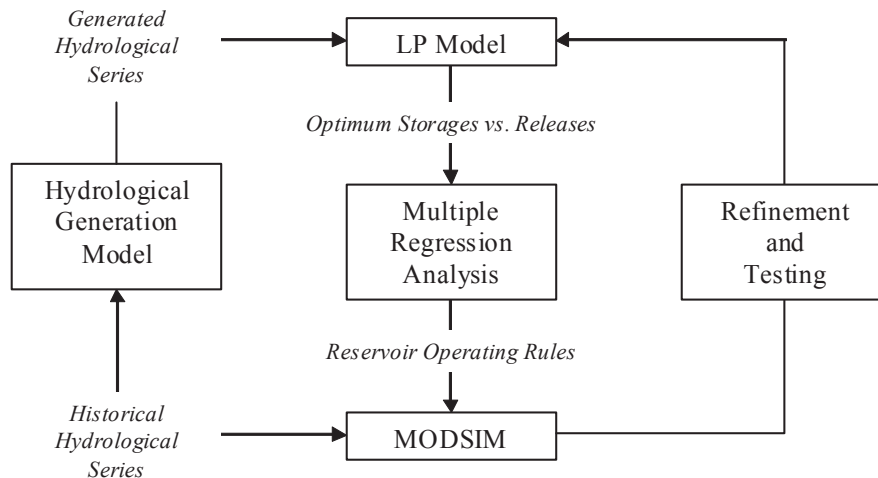 Generated
Hydrological
Series
LP Model
Optimum Storages vs. Releases
Hydrological
Generation
Model
Multiple
Regression
Analysis
Refinement
and
Testing
Reservoir Operating Rules
Historical
Hydrological
Series
MODSIM